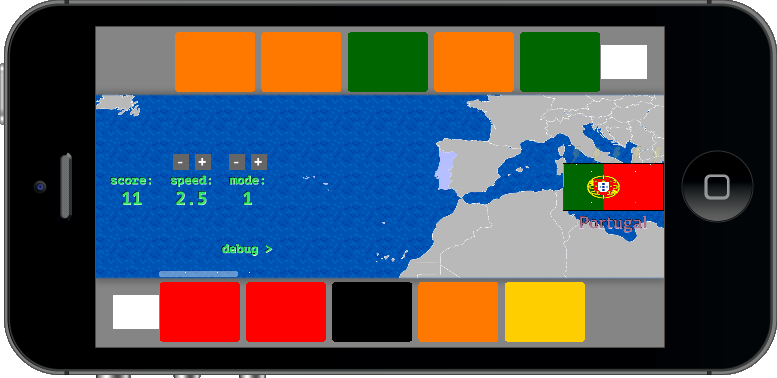 - + - +
score: speed: mode:
11 2.5 1
Portugal
debug >